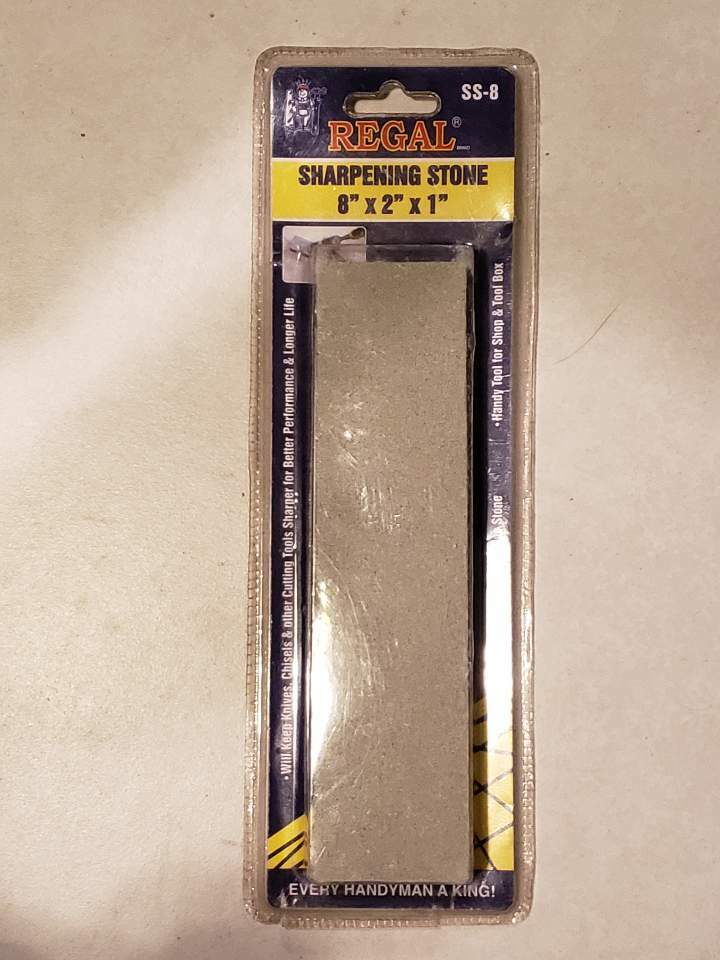 SS-8
REGAL®
BRAND
SHARPENING STONE
8" x 2" x 1"
• Will Keep Knives, Chisels & other Cutting Tools Sharper for Better Performance & Longer Life
• Handy Tool for Shop & Tool Box
Stone
EVERY HANDYMAN A KING!